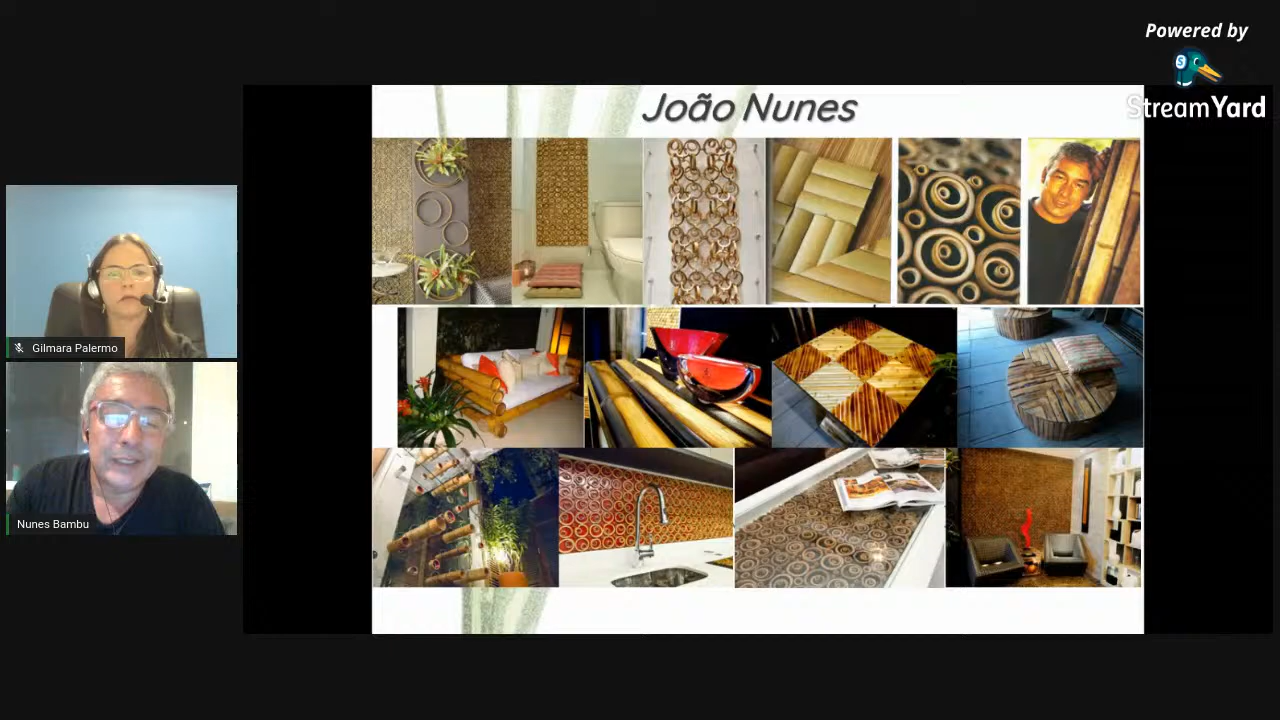 Powered by
StreamYard
João Nunes
Gilmara Palermo
Nunes Bambu